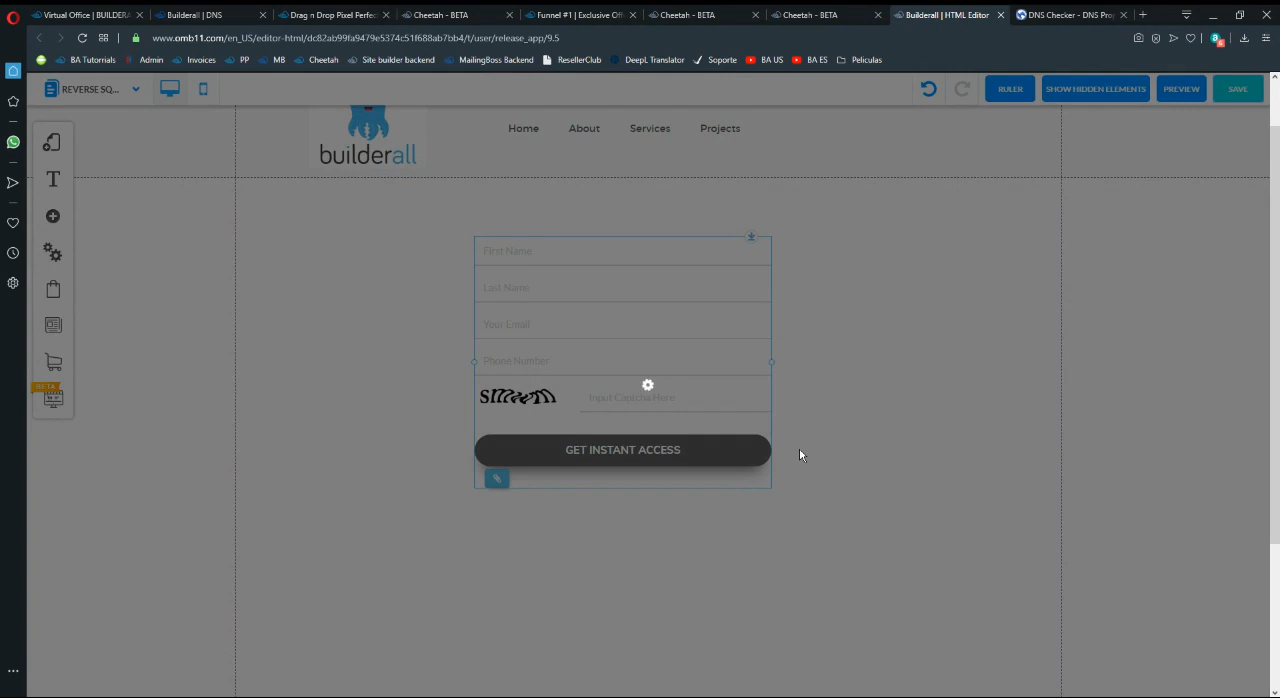 Virtual Office | BUILDERA
Builderall | DNS
Drag n Drop Pixel Perfec
Cheetah - BETA
Funnel #1 | Exclusive Off
Cheetah - BETA
Cheetah - BETA
Builderall | HTML Editor
DNS Checker - DNS Prop
www.omb11.com/en_US/editor-html/dc82ab99fa9479e5374c51f688ab7bb4/t/user/release_app/9.5
BA Tutorrials
Admin
Invoices
PP
MB
Cheetah
Site builder backend
MailingBoss Backend
ResellerClub
DeepL Translator
Soporte
BA US
BA ES
Peliculas
REVERSE SQ...
RULER
SHOW HIDDEN ELEMENTS
PREVIEW
SAVE
builderall
Home
About
Services
Projects
First Name
Last Name
Your Email
Phone Number
Input Captcha Here
GET INSTANT ACCESS
BETA